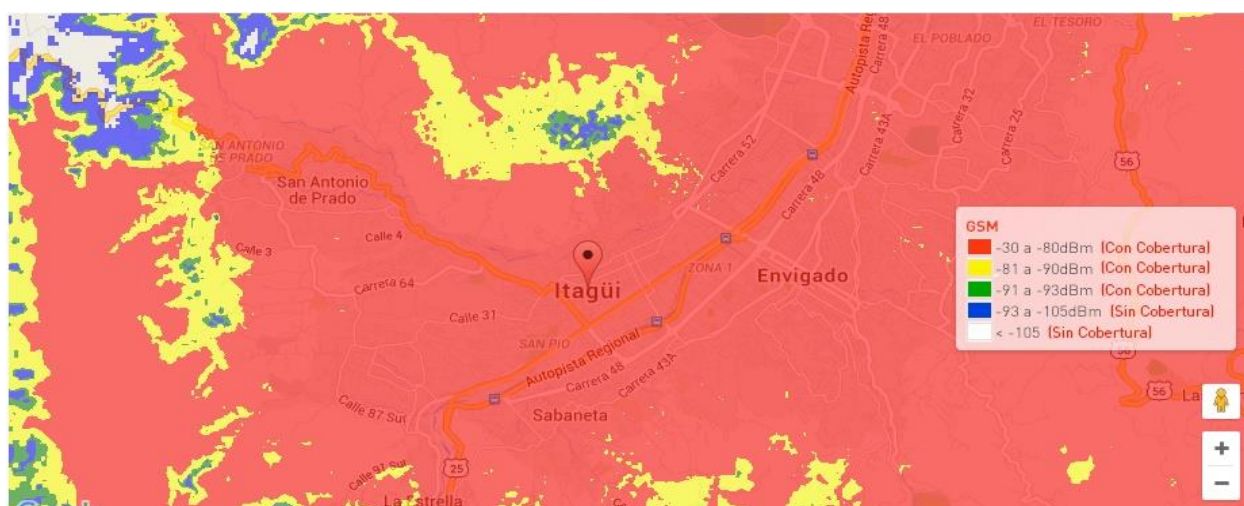 EL TESORO
EL POBLADO
Autopista Reg
Carrera 48
Carrera 32
Carrera 25
Carrera 43A
Carrera 52
Carrera 48
56
SAN ANTONIO
DE PRADO
San Antonio
de Prado
Calle 4
Calle 3
Carrera 64
Itagüi
ZONA 1
Envigado
Calle 31
SAN PIO
Autopista Regional
Carrera 48
Carrera 43A
Calle 87 Sur
Sabaneta
Calle 91 Sur
25
La Estrella
GSM
-30 a -80dBm (Con Cobertura)
-81 a -90dBm (Con Cobertura)
-91 a -93dBm (Con Cobertura)
-93 a -105dBm (Sin Cobertura)
< -105 (Sin Cobertura)
56
56
La
+
−